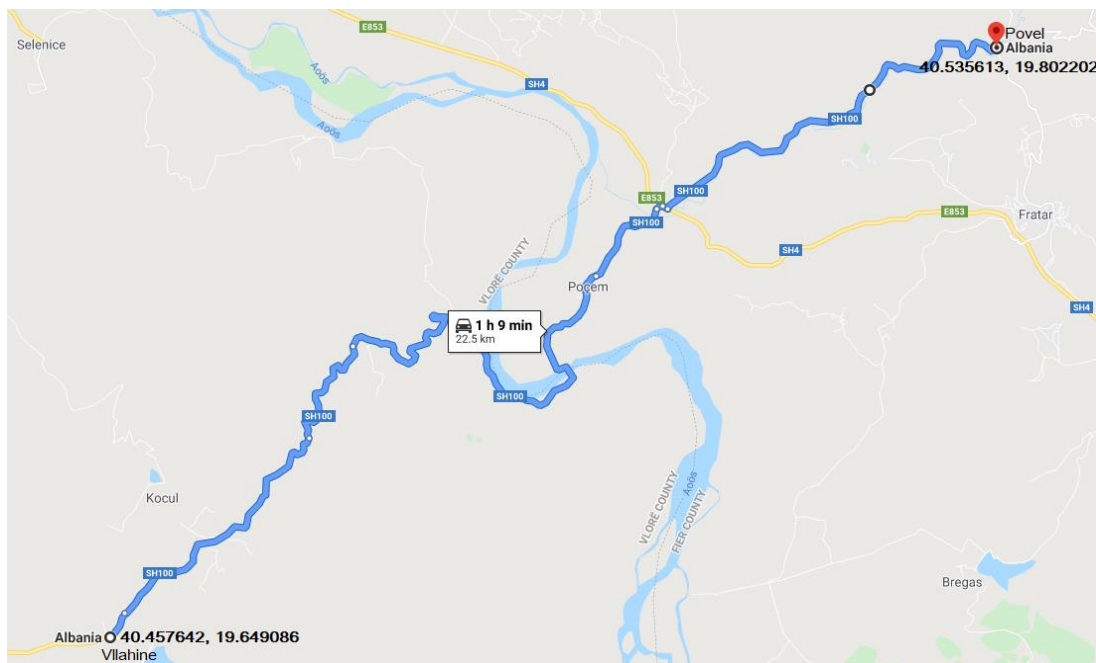 E853
Selenice
Povel
Albania
40.535613, 19.802202
Aoös
SH4
Aoös
SH100
SH100
E853
SH100
E853
Fratar
SH4
VLORË COUNTY
Poçem
SH4
1 h 9 min
22.5 km
SH100
SH100
Kocul
Aoös
VLORË COUNTY
FIER COUNTY
SH100
Bregas
Albania 40.457642, 19.649086
Vllahine